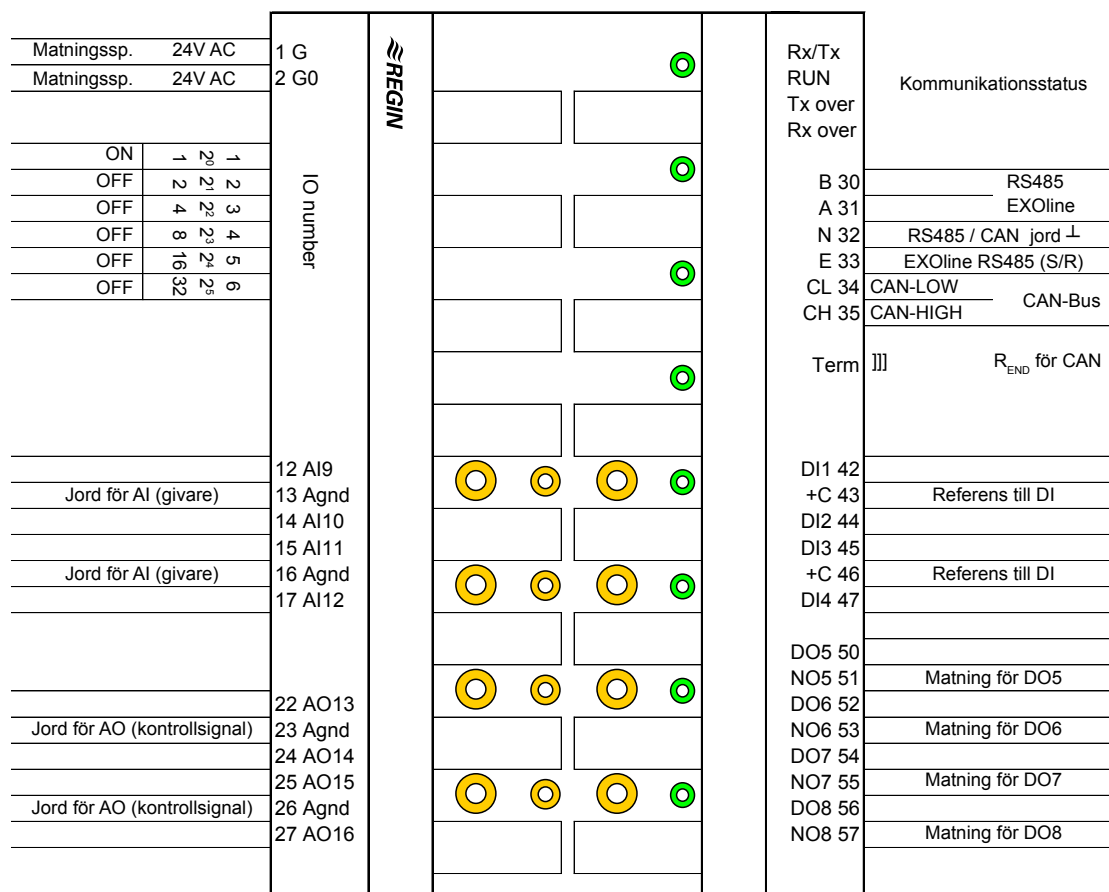 Matningssp. 24V AC 1 G
Matningssp. 24V AC 2 G0
ON 1 2⁰ 1
OFF 2 2¹ 2
OFF 4 2² 3
OFF 8 2³ 4
OFF 16 2⁴ 5
OFF 32 2⁵ 6
IO number
12 AI9
Jord för AI (givare) 13 Agnd
14 AI10
15 AI11
Jord för AI (givare) 16 Agnd
17 AI12
22 AO13
Jord för AO (kontrollsignal) 23 Agnd
24 AO14
25 AO15
Jord för AO (kontrollsignal) 26 Agnd
27 AO16
REGIN
Rx/Tx
RUN
Tx over
Rx over
Kommunikationsstatus
B 30 RS485
A 31 EXOline
N 32 RS485 / CAN jord ⊥
E 33 EXOline RS485 (S/R)
CL 34 CAN-LOW
CH 35 CAN-HIGH
CAN-Bus
Term ]]] R_END för CAN
DI1 42
+C 43 Referens till DI
DI2 44
DI3 45
+C 46 Referens till DI
DI4 47
DO5 50
NO5 51 Matning för DO5
DO6 52
NO6 53 Matning för DO6
DO7 54
NO7 55 Matning för DO7
DO8 56
NO8 57 Matning för DO8